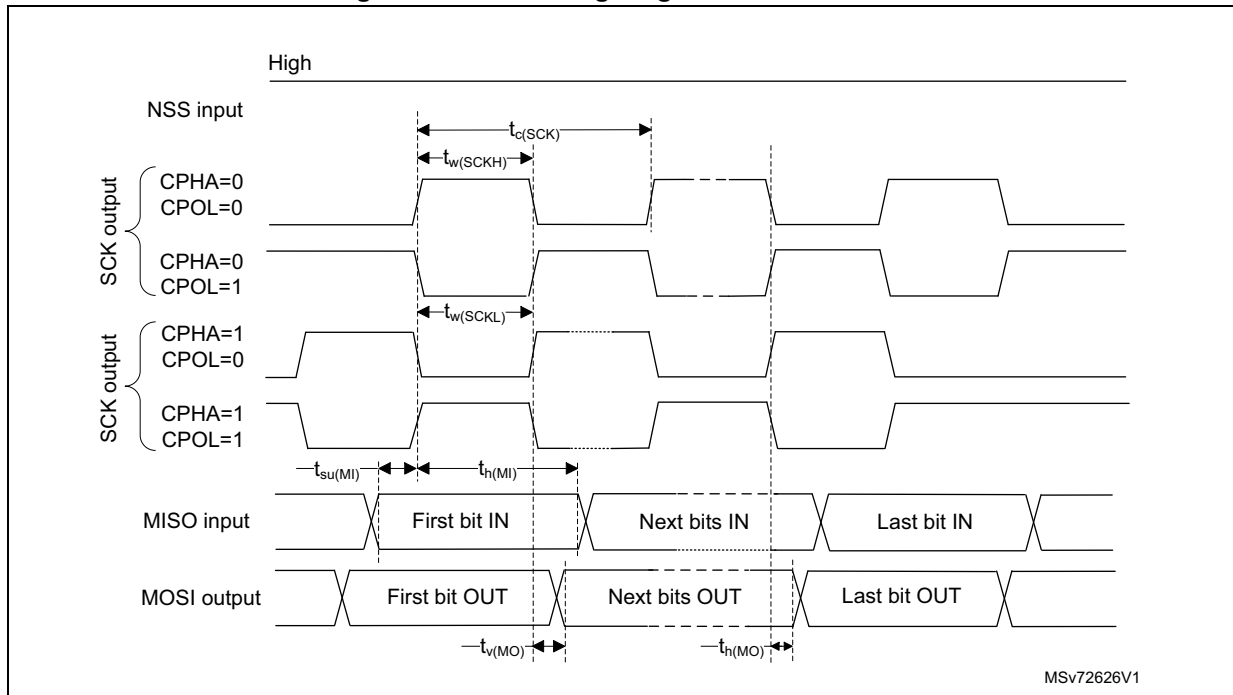 High
NSS input
tc(SCK)
tw(SCKH)
SCK output
CPHA=0
CPOL=0
CPHA=0
CPOL=1
tw(SCKL)
SCK output
CPHA=1
CPOL=0
CPHA=1
CPOL=1
tsu(MI)
th(MI)
MISO input
First bit IN
Next bits IN
Last bit IN
MOSI output
First bit OUT
Next bits OUT
Last bit OUT
tv(MO)
th(MO)
MSv72626V1